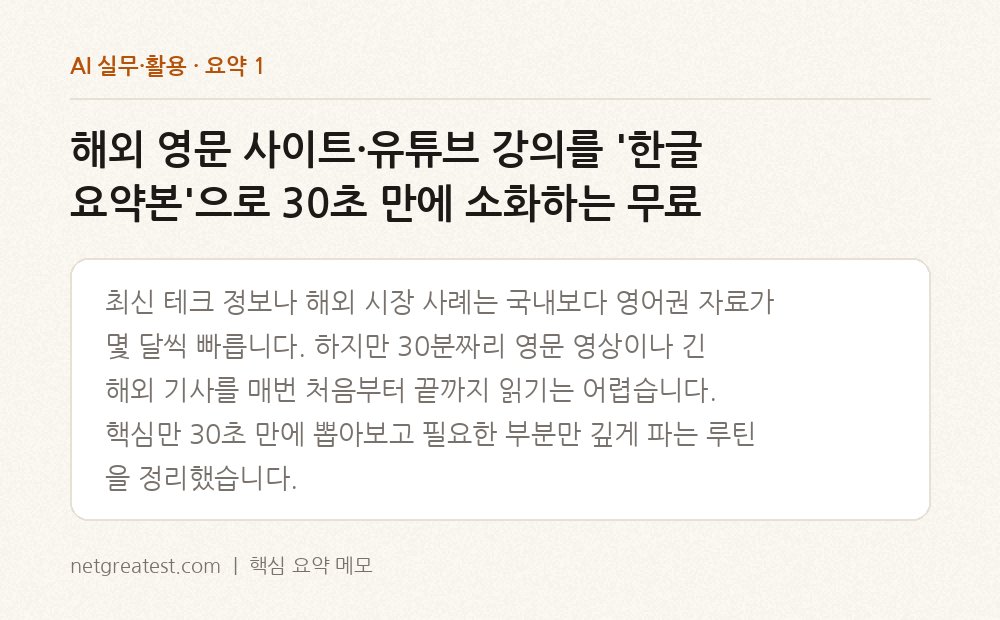 AI 실무·활용 · 요약 1
해외 영문 사이트·유튜브 강의를 '한글
요약본'으로 30초 만에 소화하는 무료
최신 테크 정보나 해외 시장 사례는 국내보다 영어권 자료가
몇 달씩 빠릅니다. 하지만 30분짜리 영문 영상이나 긴
해외 기사를 매번 처음부터 끝까지 읽기는 어렵습니다.
핵심만 30초 만에 뽑아보고 필요한 부분만 깊게 파는 루틴
을 정리했습니다.
netgreatest.com | 핵심 요약 메모